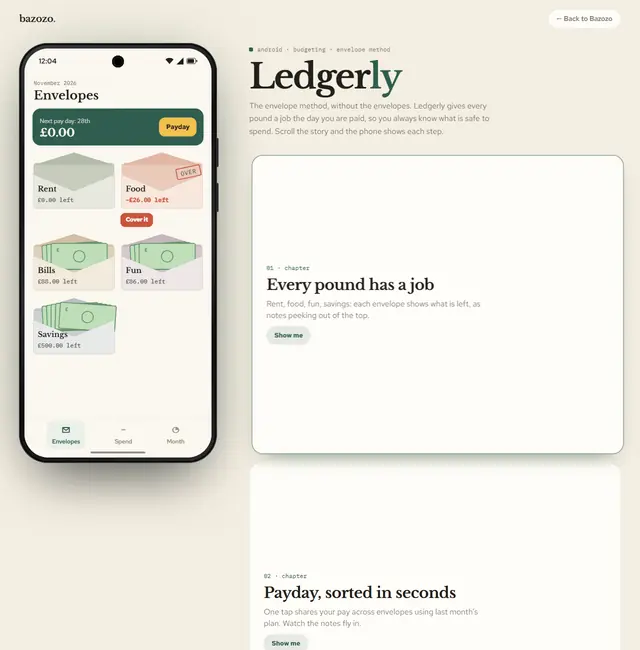 bazozo.
← Back to Bazozo
12:04
November 2026
Envelopes
Next pay day: 28th
£0.00
Payday
Rent
£0.00 left
OVER
Food
-£26.00 left
Cover it
£
Bills
£88.00 left
£
Fun
£86.00 left
£
Savings
£500.00 left
Envelopes
Spend
Month
android · budgeting · envelope method
Ledgerly
The envelope method, without the envelopes. Ledgerly gives every
pound a job the day you are paid, so you always know what is safe to
spend. Scroll the story and the phone shows each step.
01 · chapter
Every pound has a job
Rent, food, fun, savings: each envelope shows what is left, as
notes peeking out of the top.
Show me
02 · chapter
Payday, sorted in seconds
One tap shares your pay across envelopes using last month's
plan. Watch the notes fly in.
Show me